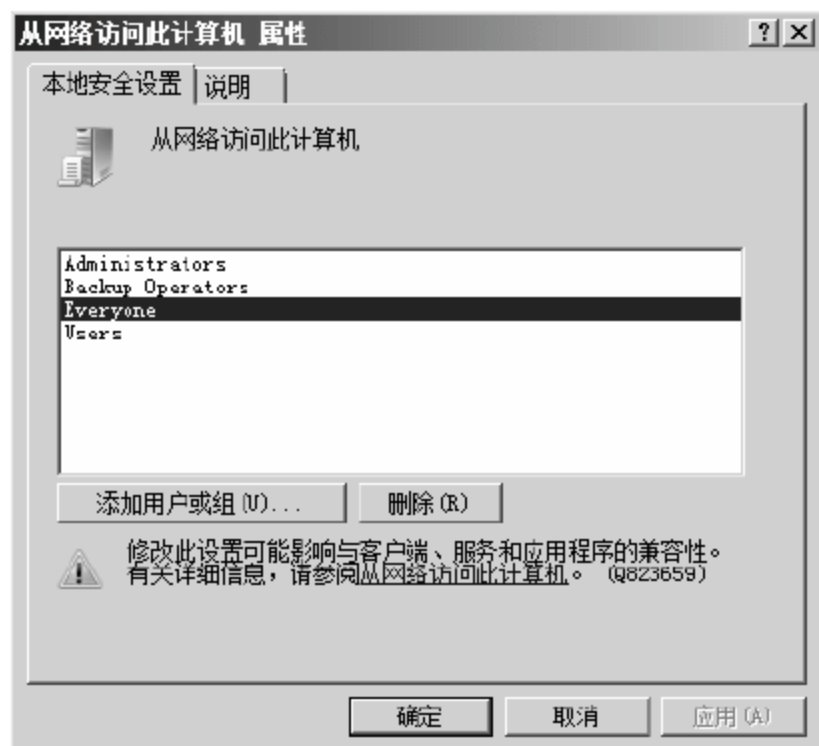 从网络访问此计算机 属性
本地安全设置 说明
从网络访问此计算机
Administrators
Backup Operators
Everyone
Users
添加用户或组(U)... 删除(R)
修改此设置可能影响与客户端、服务和应用程序的兼容性。
有关详细信息，请参阅从网络访问此计算机。 (Q823659)
确定 取消 应用(A)